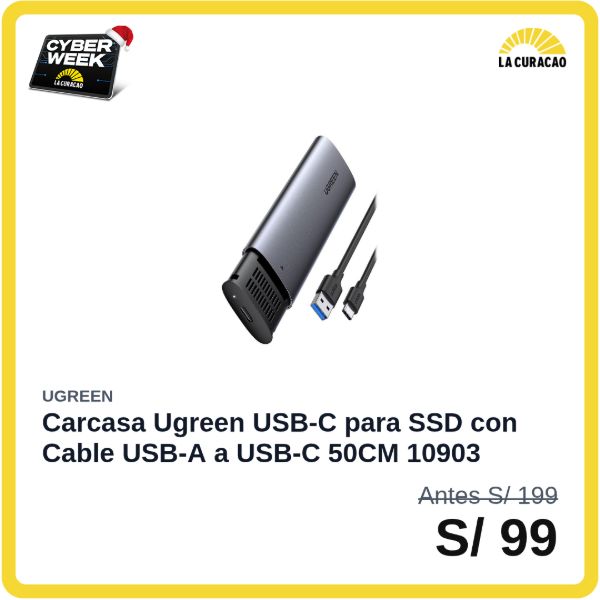 CYBER
WEEK
LA CURACAO
LA CURACAO
UGREEN
UGREEN
Carcasa Ugreen USB-C para SSD con
Cable USB-A a USB-C 50CM 10903
Antes S/ 199
S/ 99